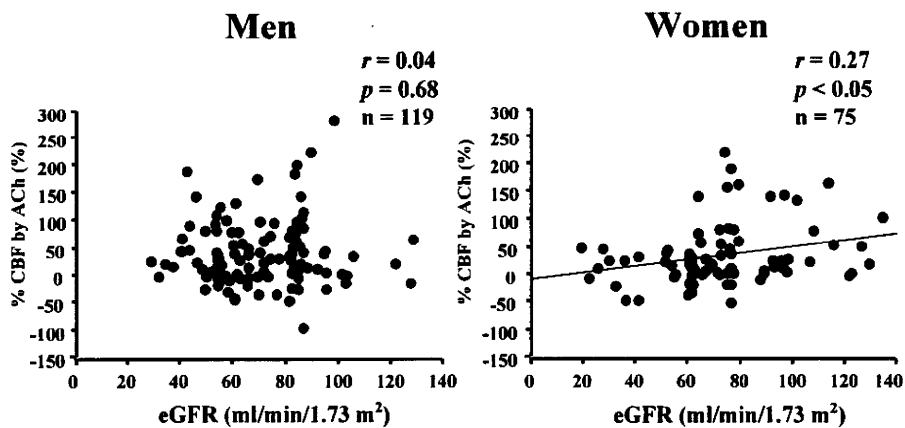 Men
r = 0.04
p = 0.68
n = 119
% CBF by ACh (%)
300
250
200
150
100
50
0
-50
-100
-150
0 20 40 60 80 100 120 140
eGFR (ml/min/1.73 m²)
Women
r = 0.27
p < 0.05
n = 75
% CBF by ACh (%)
300
250
200
150
100
50
0
-50
-100
-150
0 20 40 60 80 100 120 140
eGFR (ml/min/1.73 m²)